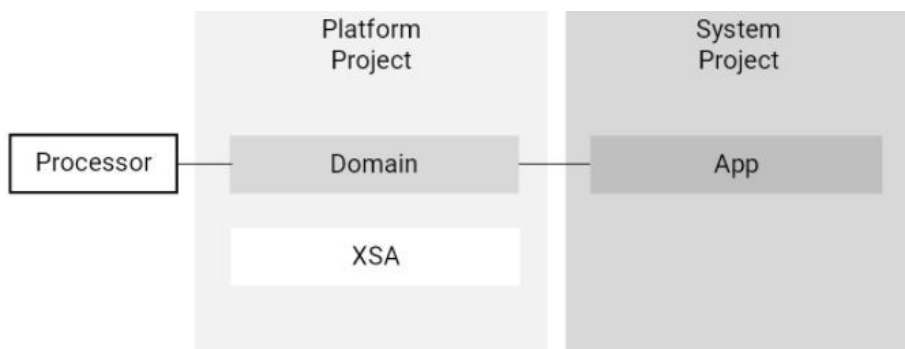 Platform
Project
System
Project
Processor
Domain
App
XSA